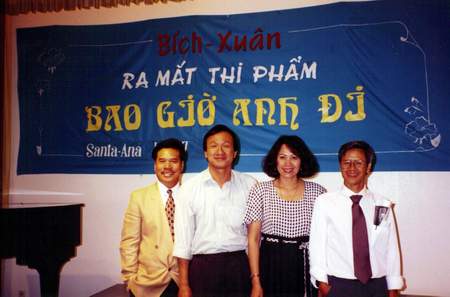 Bích-Xuân
RA MẮT THI PHẨM
BAO GIỜ ANH ĐI
Santa-Ana